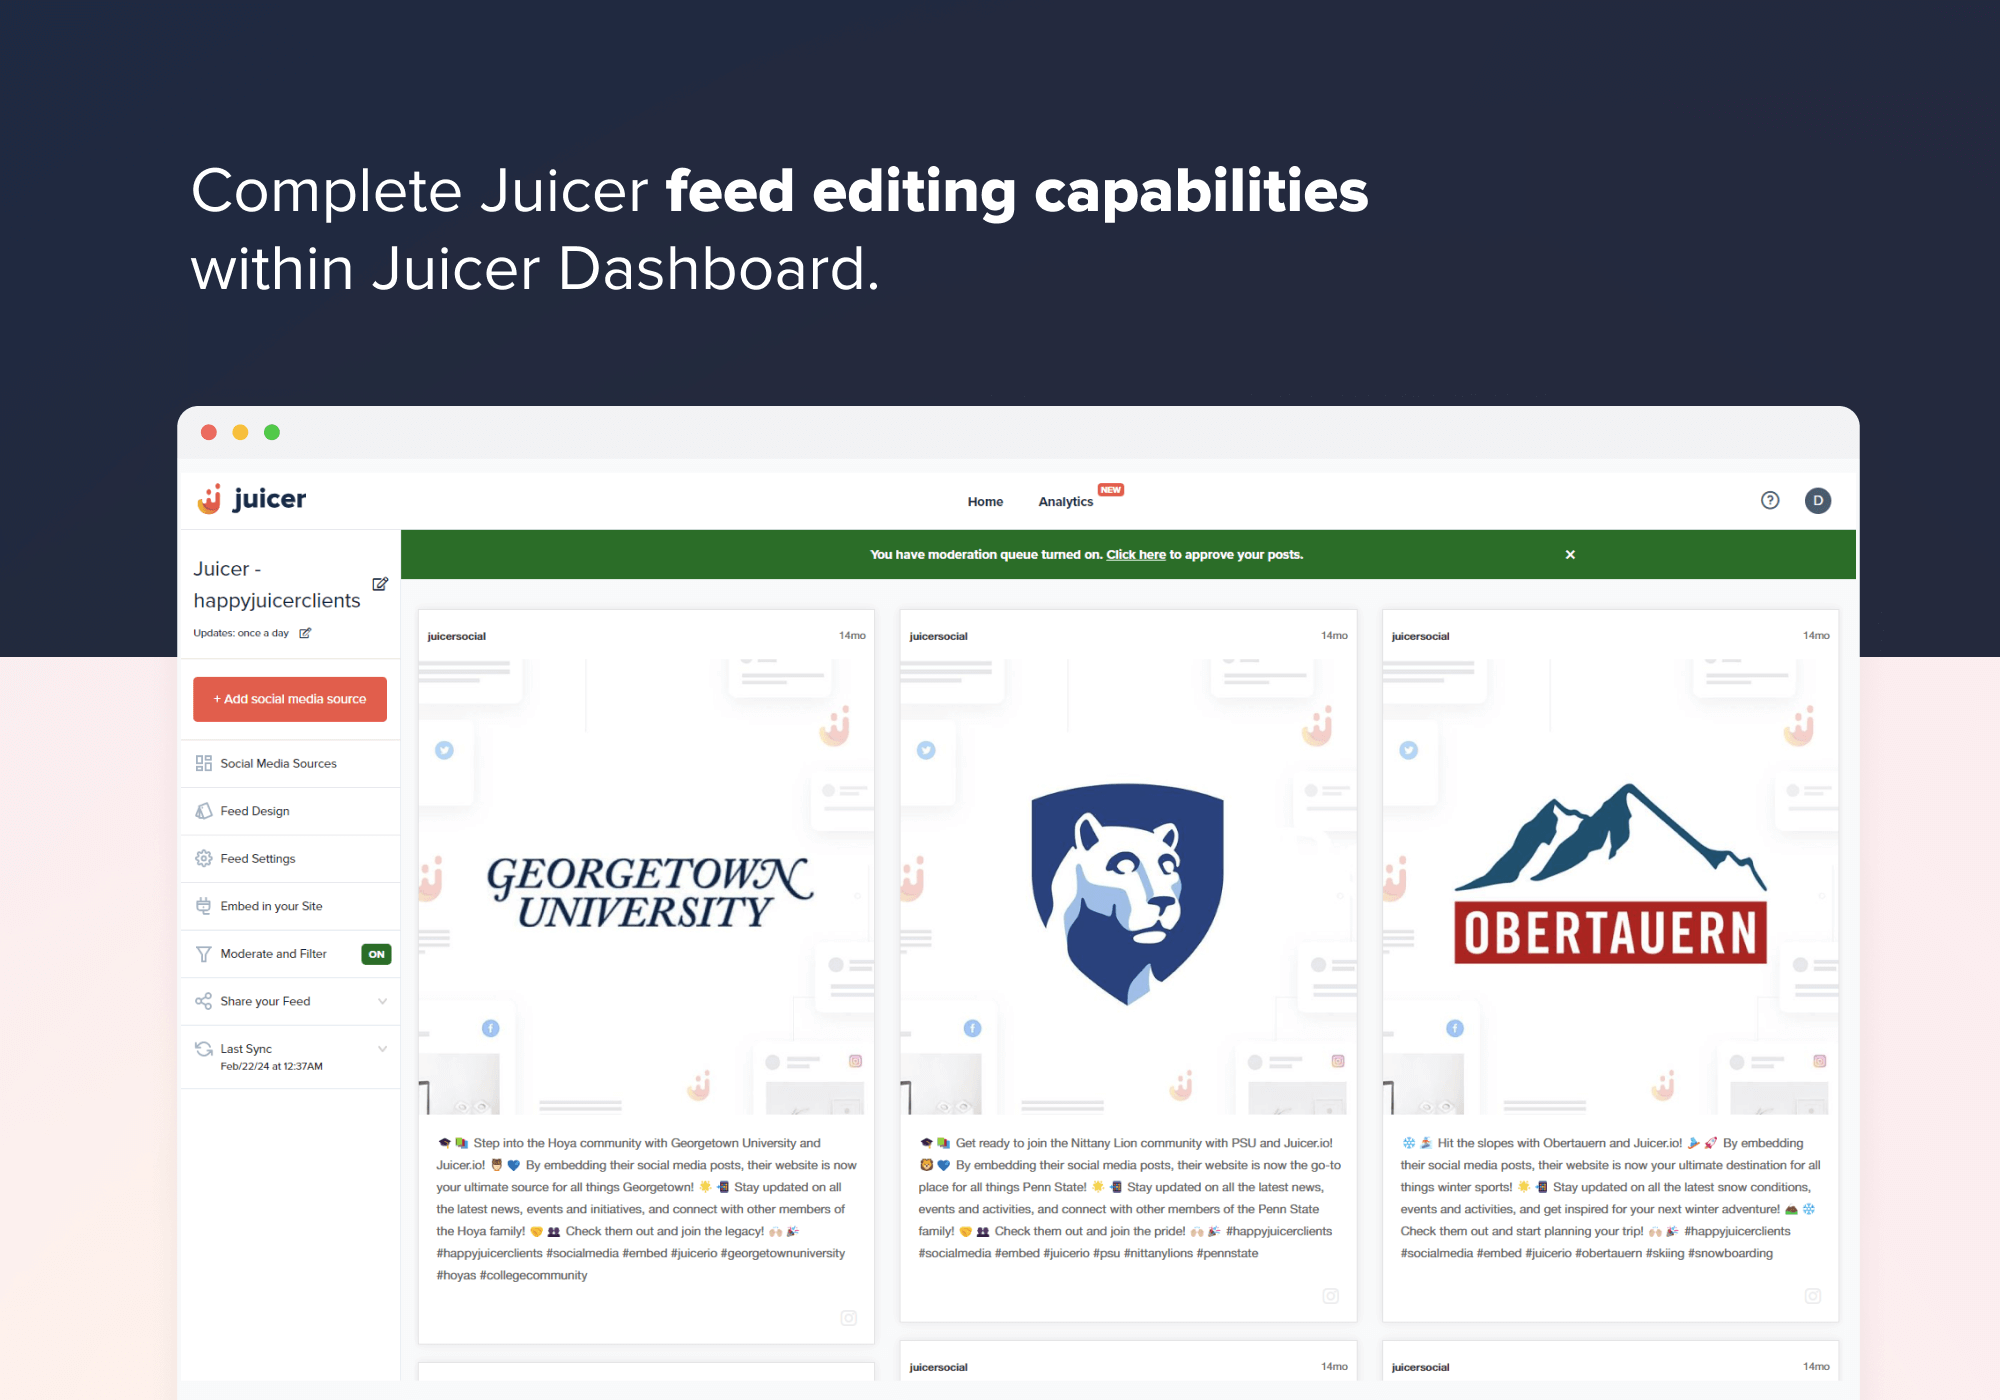 Complete Juicer feed editing capabilities
within Juicer Dashboard.
juicer
Home
Analytics
NEW
?
D
You have moderation queue turned on. Click here to approve your posts.
×
Juicer -
happyjuicerclients
Updates: once a day
+ Add social media source
Social Media Sources
Feed Design
Feed Settings
Embed in your Site
Moderate and Filter
ON
Share your Feed
Last Sync
Feb/22/24 at 12:37AM
juicersocial
14mo
GEORGETOWN
UNIVERSITY
🎓 📚 Step into the Hoya community with Georgetown University and
Juicer.io! 🦉 💙 By embedding their social media posts, their website is now
your ultimate source for all things Georgetown! 🌟 📲 Stay updated on all
the latest news, events and initiatives, and connect with other members of
the Hoya family! 🤝 👥 Check them out and join the legacy! 🙌🏻 🎉
#happyjuicerclients #socialmedia #embed #juicerio #georgetownuniversity
#hoyas #collegecommunity
juicersocial
14mo
🎓 📚 Get ready to join the Nittany Lion community with PSU and Juicer.io!
🦁 💙 By embedding their social media posts, their website is now the go-to
place for all things Penn State! 🌟 📲 Stay updated on all the latest news,
events and activities, and connect with other members of the Penn State
family! 🤝 👥 Check them out and join the pride! 🙌🏻 🎉 #happyjuicerclients
#socialmedia #embed #juicerio #psu #nittanylions #pennstate
juicersocial
14mo
OBERTAUERN
❄️ 🏂 Hit the slopes with Obertauern and Juicer.io! ⛷️ 🚀 By embedding
their social media posts, their website is now your ultimate destination for all
things winter sports! 🌟 📲 Stay updated on all the latest snow conditions,
events and activities, and get inspired for your next winter adventure! 🏔️ ❄️
Check them out and start planning your trip! 🙌🏻 🎉 #happyjuicerclients
#socialmedia #embed #juicerio #obertauern #skiing #snowboarding
juicersocial
14mo
juicersocial
14mo